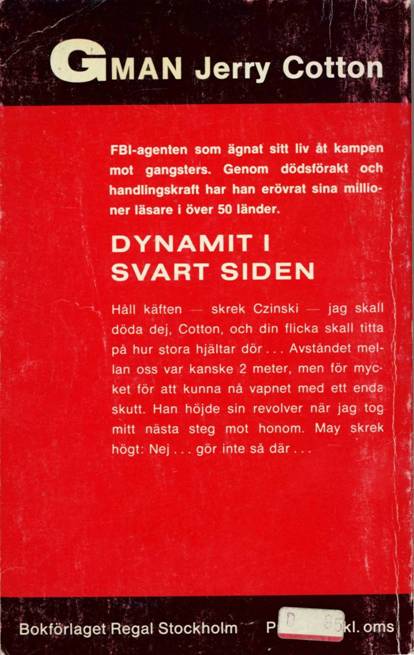 GMAN Jerry Cotton
FBI-agenten som ägnat sitt liv åt kampen
mot gangsters. Genom dödsförakt och
handlingskraft har han erövrat sina millio-
ner läsare i över 50 länder.
DYNAMIT I
SVART SIDEN
Håll käften — skrek Czinski — jag skall
döda dej, Cotton, och din flicka skall titta
på hur stora hjältar dör... Avståndet mel-
lan oss var kanske 2 meter, men för myc-
ket för att kunna nå vapnet med ett enda
skutt. Han höjde sin revolver när jag tog
mitt nästa steg mot honom. May skrek
högt: Nej... gör inte så där...
Bokförlaget Regal Stockholm kl. oms